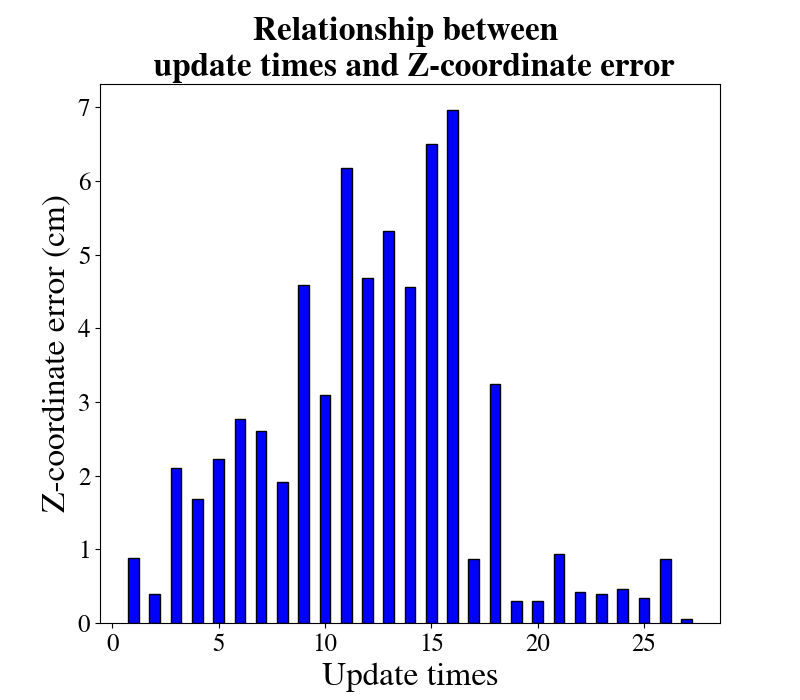 Relationship between
update times and Z-coordinate error
Z-coordinate error (cm)
7
6
5
4
3
2
1
0
0 5 10 15 20 25
Update times